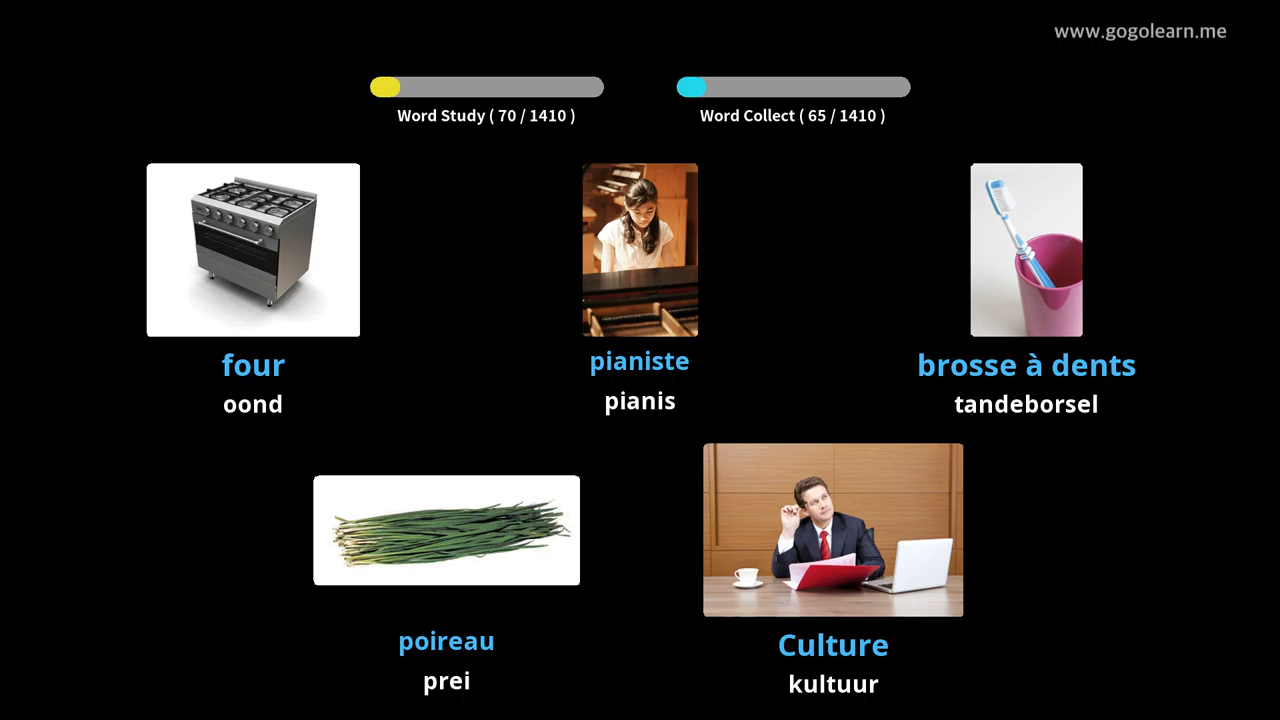 www.gogolearn.me
Word Study ( 70 / 1410 )
Word Collect ( 65 / 1410 )
four
oond
pianiste
pianis
brosse à dents
tandeborsel
poireau
prei
Culture
kultuur